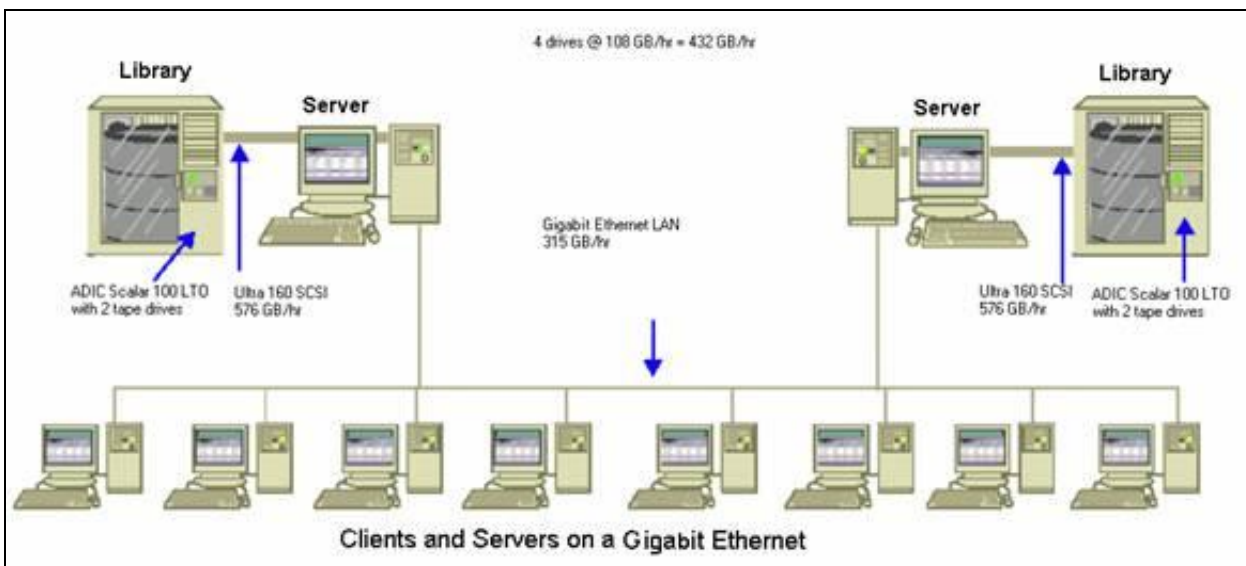 4 drives @ 108 GB/hr = 432 GB/hr
Library
Server
Server
Library
Gigabit Ethernet LAN
315 GB/hr
ADIC Scalar 100 LTO
with 2 tape drives
Ultra 160 SCSI
576 GB/hr
Ultra 160 SCSI
576 GB/hr
ADIC Scalar 100 LTO
with 2 tape drives
Clients and Servers on a Gigabit Ethernet